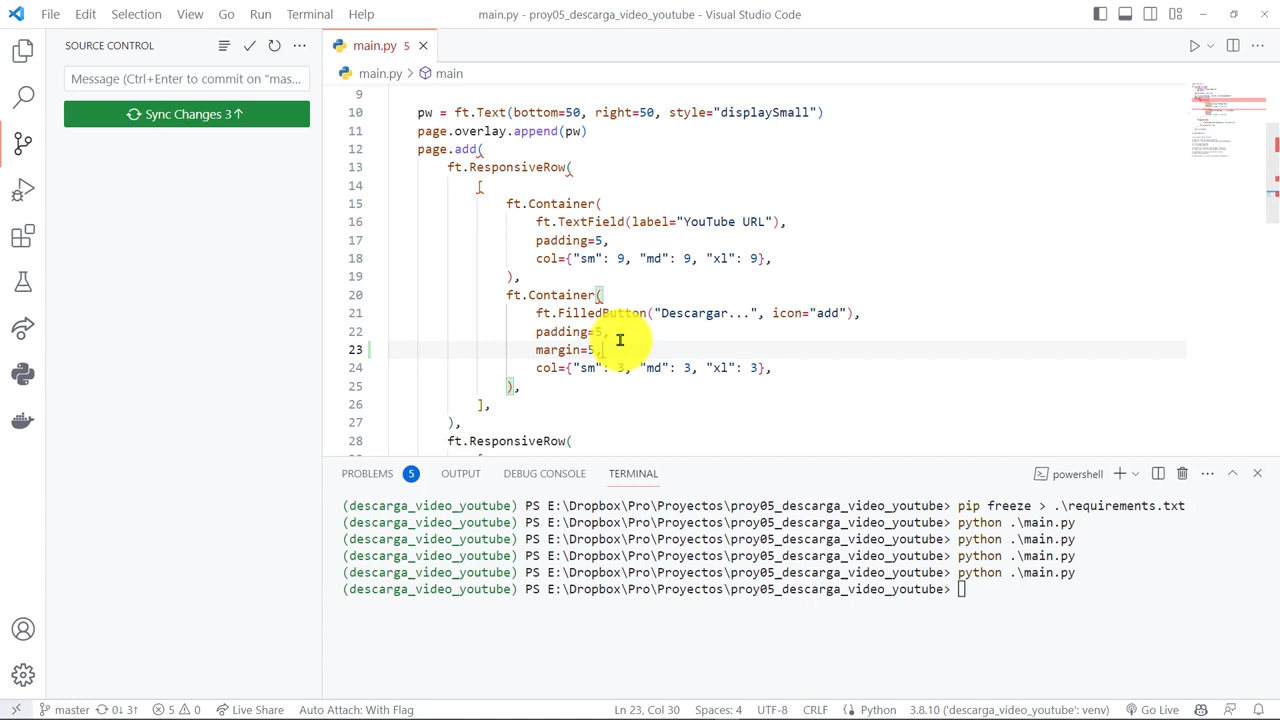 File Edit Selection View Go Run Terminal Help
main.py - proy05_descarga_video_youtube - Visual Studio Code
SOURCE CONTROL
Message (Ctrl+Enter to commit on "mas...
Sync Changes 3↑
main.py 5
main.py > main
9
10 ft.                 =50,    ht=50,    ce="displaysmall")
11 page.overlay.append(pv)
12 page.add(
13 ft.ResponsiveRow(
14 [
15 ft.Container(
16 ft.TextField(label="YouTube URL"),
17 padding=5,
18 col={"sm": 9, "md": 9, "xl": 9},
19 ),
20 ft.Container(
21 ft.FilledButton("Descargar...", icon="add"),
22 padding=5,
23 margin=5,
24 col={"sm": 3, "md": 3, "xl": 3},
25 ),
26 ],
27 ),
28 ft.ResponsiveRow(
PROBLEMS 5 OUTPUT DEBUG CONSOLE TERMINAL
powershell
(descarga_video_youtube) PS E:\Dropbox\Pro\Proyectos\proy05_descarga_video_youtube> pip freeze > .\requirements.txt
(descarga_video_youtube) PS E:\Dropbox\Pro\Proyectos\proy05_descarga_video_youtube> python .\main.py
(descarga_video_youtube) PS E:\Dropbox\Pro\Proyectos\proy05_descarga_video_youtube> python .\main.py
(descarga_video_youtube) PS E:\Dropbox\Pro\Proyectos\proy05_descarga_video_youtube> python .\main.py
(descarga_video_youtube) PS E:\Dropbox\Pro\Proyectos\proy05_descarga_video_youtube> python .\main.py
(descarga_video_youtube) PS E:\Dropbox\Pro\Proyectos\proy05_descarga_video_youtube>
master 0↓ 3↑ 5 0 Live Share Auto Attach: With Flag Ln 23, Col 30 Spaces: 4 UTF-8 CRLF Python 3.8.10 ('descarga_video_youtube': venv) Go Live